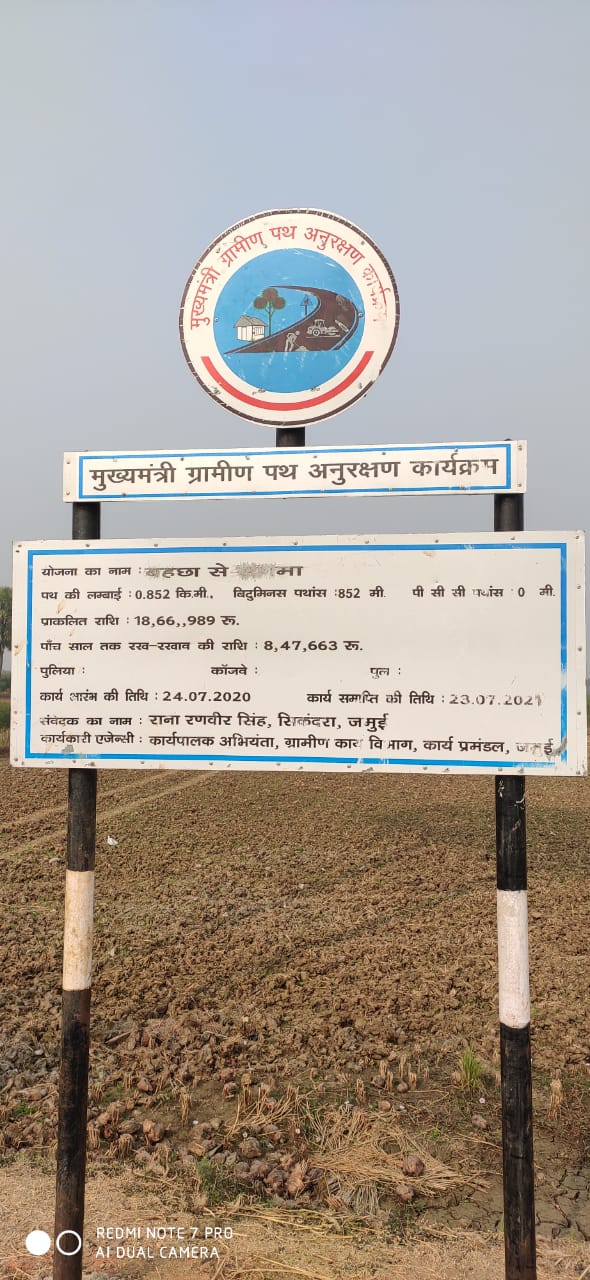 मुख्यमंत्री ग्रामीण पथ अनुरक्षण कार्यक्रम
मुख्यमंत्री ग्रामीण पथ अनुरक्षण कार्यक्रम
योजना का नाम : से
पथ की लम्बाई : 0.852 कि.मी., बिटुमिनस पथांस :852 मी. पी सी सी पथांस : 0 मी.
प्राकलित राशि : 18,66,,989 रू.
पाँच साल तक रख-रखाव की राशि : 8,47,663 रू.
पुलिया : कॉजवे : पुल :
कार्य आरंभ की तिथि : 24.07.2020 कार्य समाप्ति की तिथि : 23.07.2021
संवेदक का नाम : राना रणवीर सिंह, सिकंदरा, जमुई
कार्यकारी एजेन्सी : कार्यपालक अभियंता, ग्रामीण कार्य विभाग, कार्य प्रमंडल, जमुई
REDMI NOTE 7 PRO
AI DUAL CAMERA